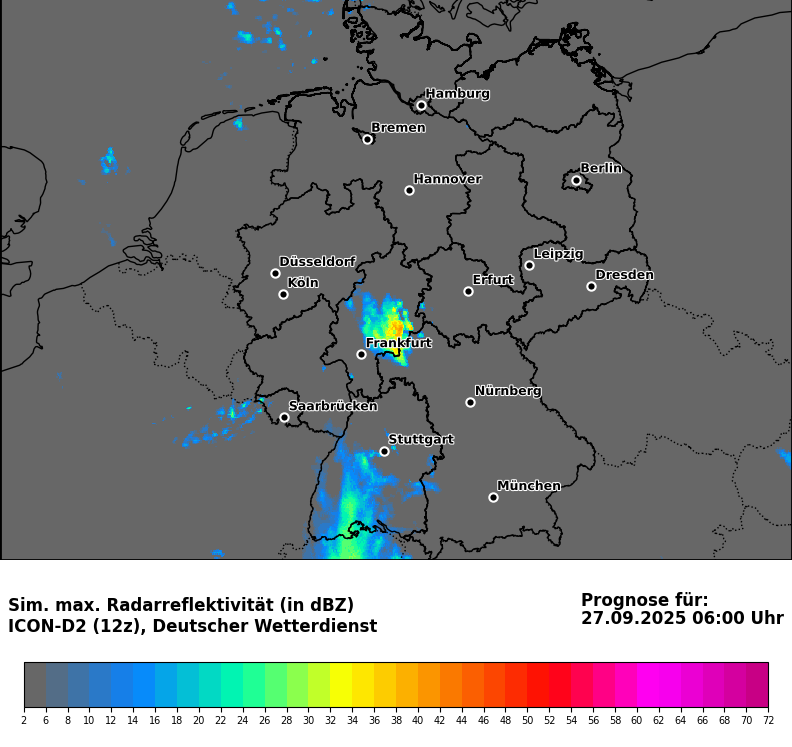 Hamburg
Bremen
Berlin
Hannover
Leipzig
Düsseldorf
Dresden
Köln
Erfurt
Frankfurt
Nürnberg
Saarbrücken
Stuttgart
München
Sim. max. Radarreflektivität (in dBZ)
ICON-D2 (12z), Deutscher Wetterdienst
Prognose für:
27.09.2025 06:00 Uhr
2 6 8 10 12 14 16 18 20 22 24 26 28 30 32 34 36 38 40 42 44 46 48 50 52 54 56 58 60 62 64 66 68 70 72